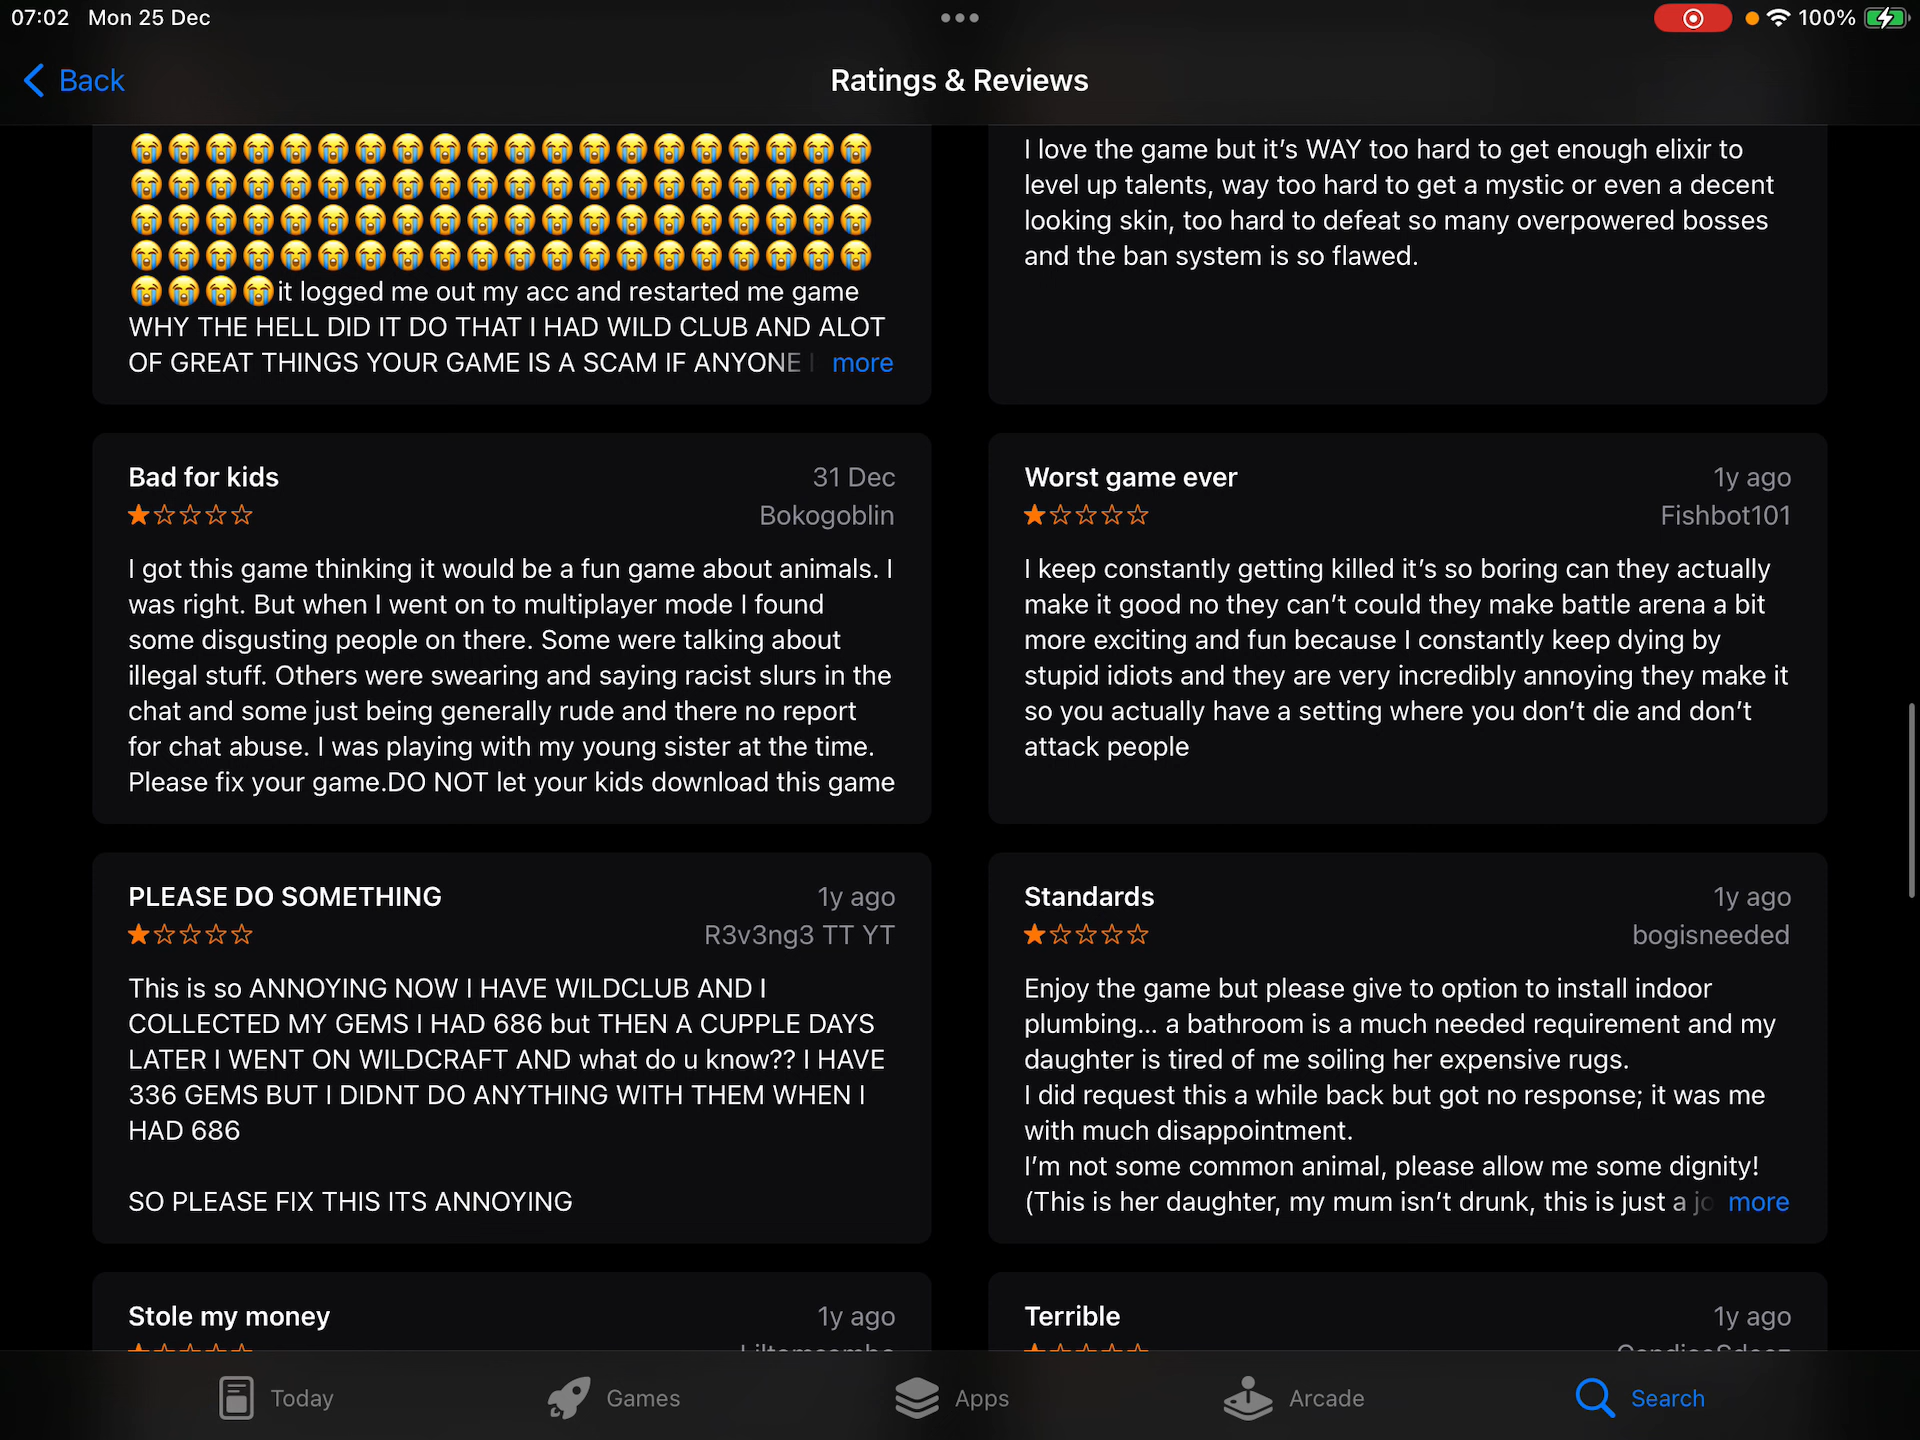 07:02 Mon 25 Dec
100%
Back
Ratings & Reviews
😭😭😭😭😭😭😭😭😭😭😭😭😭😭😭😭😭😭😭😭
😭😭😭😭😭😭😭😭😭😭😭😭😭😭😭😭😭😭😭😭
😭😭😭😭😭😭😭😭😭😭😭😭😭😭😭😭😭😭😭😭
😭😭😭😭😭😭😭😭😭😭😭😭😭😭😭😭😭😭😭😭
😭😭😭😭it logged me out my acc and restarted me game
WHY THE HELL DID IT DO THAT I HAD WILD CLUB AND ALOT
OF GREAT THINGS YOUR GAME IS A SCAM IF ANYONE more
I love the game but it’s WAY too hard to get enough elixir to
level up talents, way too hard to get a mystic or even a decent
looking skin, too hard to defeat so many overpowered bosses
and the ban system is so flawed.
Bad for kids
31 Dec
Bokogoblin
I got this game thinking it would be a fun game about animals. I
was right. But when I went on to multiplayer mode I found
some disgusting people on there. Some were talking about
illegal stuff. Others were swearing and saying racist slurs in the
chat and some just being generally rude and there no report
for chat abuse. I was playing with my young sister at the time.
Please fix your game.DO NOT let your kids download this game
Worst game ever
1y ago
Fishbot101
I keep constantly getting killed it’s so boring can they actually
make it good no they can’t could they make battle arena a bit
more exciting and fun because I constantly keep dying by
stupid idiots and they are very incredibly annoying they make it
so you actually have a setting where you don’t die and don’t
attack people
PLEASE DO SOMETHING
1y ago
R3v3ng3 TT YT
This is so ANNOYING NOW I HAVE WILDCLUB AND I
COLLECTED MY GEMS I HAD 686 but THEN A CUPPLE DAYS
LATER I WENT ON WILDCRAFT AND what do u know?? I HAVE
336 GEMS BUT I DIDNT DO ANYTHING WITH THEM WHEN I
HAD 686
SO PLEASE FIX THIS ITS ANNOYING
Standards
1y ago
bogisneeded
Enjoy the game but please give to option to install indoor
plumbing... a bathroom is a much needed requirement and my
daughter is tired of me soiling her expensive rugs.
I did request this a while back but got no response; it was me
with much disappointment.
I’m not some common animal, please allow me some dignity!
(This is her daughter, my mum isn’t drunk, this is just a jo more
Stole my money
1y ago
Terrible
1y ago
Today
Games
Apps
Arcade
Search